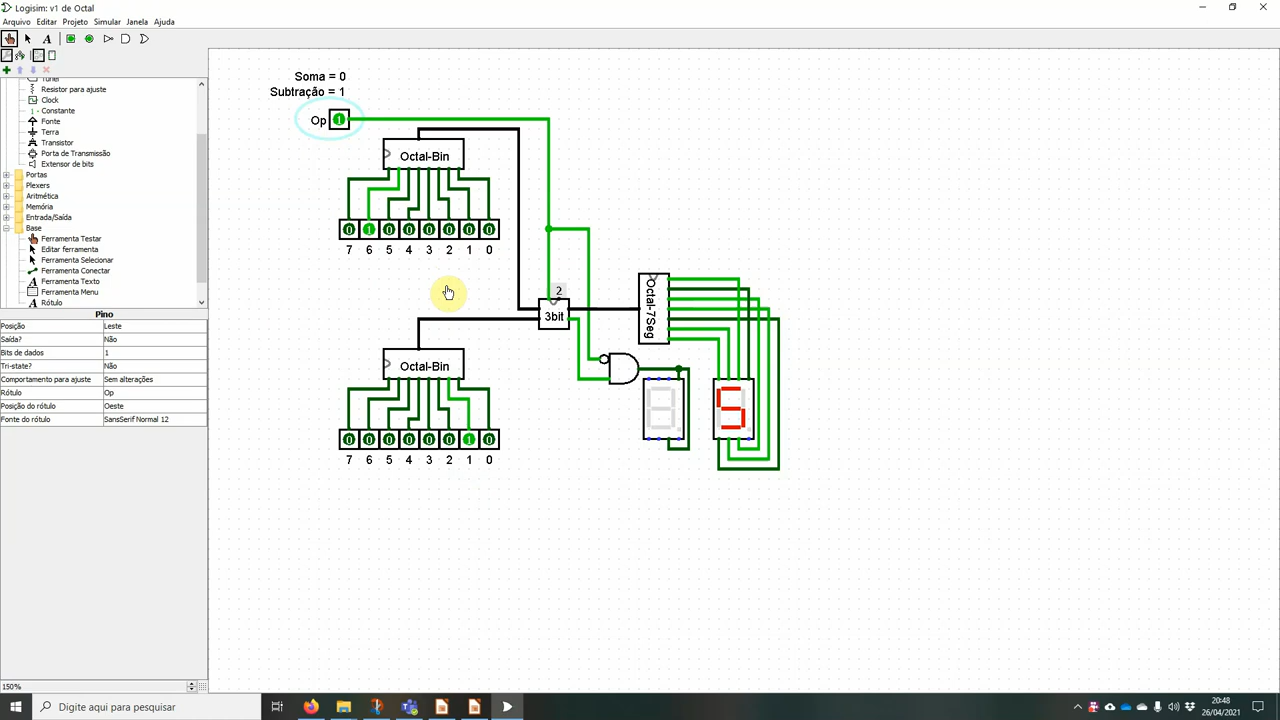 Logisim: v1 de Octal
Arquivo Editar Projeto Simular Janela Ajuda
Túnel
Resistor para ajuste
Clock
Constante
Fonte
Terra
Transistor
Porta de Transmissão
Extensor de bits
Portas
Plexers
Aritmética
Memória
Entrada/Saída
Base
Ferramenta Testar
Editar ferramenta
Ferramenta Selecionar
Ferramenta Conectar
Ferramenta Texto
Ferramenta Menu
Rótulo
Pino
Posição Leste
Saída? Não
Bits de dados 1
Tri-state? Não
Comportamento para ajuste Sem alterações
Rótulo Op
Posição do rótulo Oeste
Fonte do rótulo SansSerif Normal 12
150%
Soma = 0
Subtração = 1
Op 1
Octal-Bin
0 1 0 0 0 0 0 0
7 6 5 4 3 2 1 0
2
3bit
Octal-7Seg
Octal-Bin
0 0 0 0 0 0 1 0
7 6 5 4 3 2 1 0
5
Digite aqui para pesquisar
20:48
26/04/2021